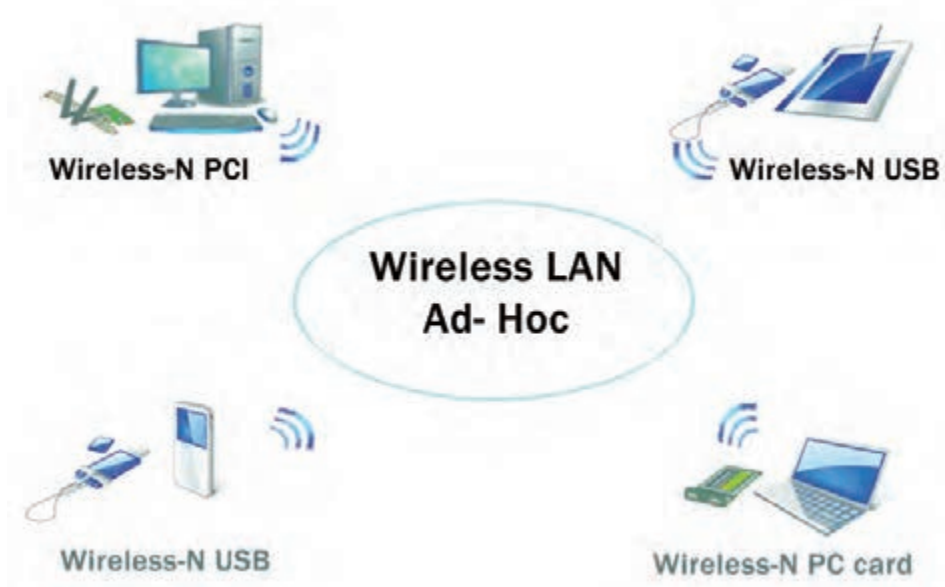 Wireless-N PCI
Wireless-N USB
Wireless LAN
Ad- Hoc
Wireless-N USB
Wireless-N PC card